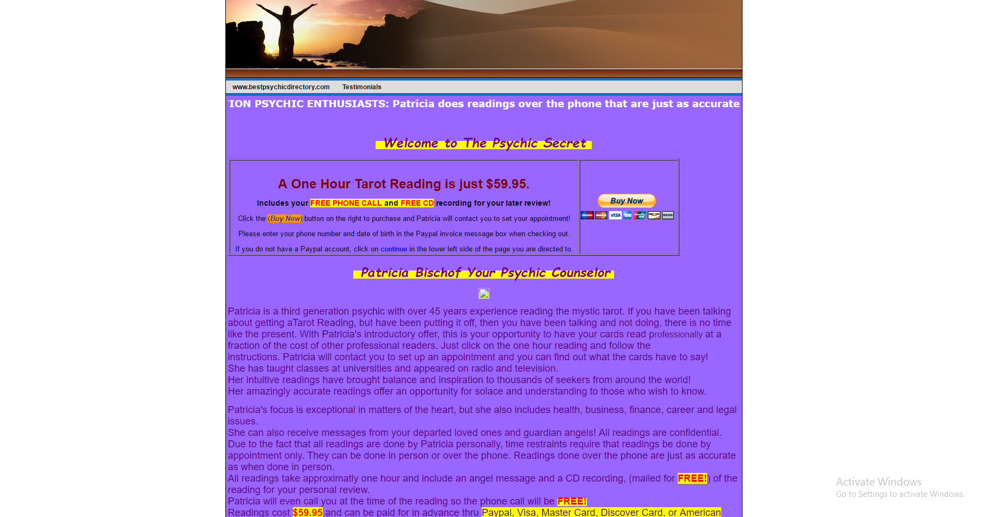 www.bestpsychicdirectory.com Testimonials
TION PSYCHIC ENTHUSIASTS: Patricia does readings over the phone that are just as accurate
Welcome to The Psychic Secret
A One Hour Tarot Reading is just $59.95.
Includes your FREE PHONE CALL and FREE CD recording for your later review!
Click the (Buy Now) button on the right to purchase and Patricia will contact you to set your appointment!
Please enter your phone number and date of birth in the Paypal invoice message box when checking out.
If you do not have a Paypal account, click on continue in the lower left side of the page you are directed to.
Buy Now
Maestro MasterCard VISA DISCOVER BANK
Patricia Bischof Your Psychic Counselor
Patricia is a third generation psychic with over 45 years experience reading the mystic tarot. If you have been talking
about getting aTarot Reading, but have been putting it off, then you have been talking and not doing, there is no time
like the present. With Patricia's introductory offer, this is your opportunity to have your cards read professionally at a
fraction of the cost of other professional readers. Just click on the one hour reading and follow the
instructions. Patricia will contact you to set up an appointment and you can find out what the cards have to say!
She has taught classes at universities and appeared on radio and television.
Her intuitive readings have brought balance and inspiration to thousands of seekers from around the world!
Her amazingly accurate readings offer an opportunity for solace and understanding to those who wish to know.
Patricia's focus is exceptional in matters of the heart, but she also includes health, business, finance, career and legal
issues.
She can also receive messages from your departed loved ones and guardian angels! All readings are confidential.
Due to the fact that all readings are done by Patricia personally, time restraints require that readings be done by
appointment only. They can be done in person or over the phone. Readings done over the phone are just as accurate
as when done in person.
All readings take approximatly one hour and include an angel message and a CD recording, (mailed for FREE!) of the
reading for your personal review.
Patricia will even call you at the time of the reading so the phone call will be FREE!
Readings cost $59.95 and can be paid for in advance thru Paypal, Visa, Master Card, Discover Card, or American
Activate Windows
Go to Settings to activate Windows.